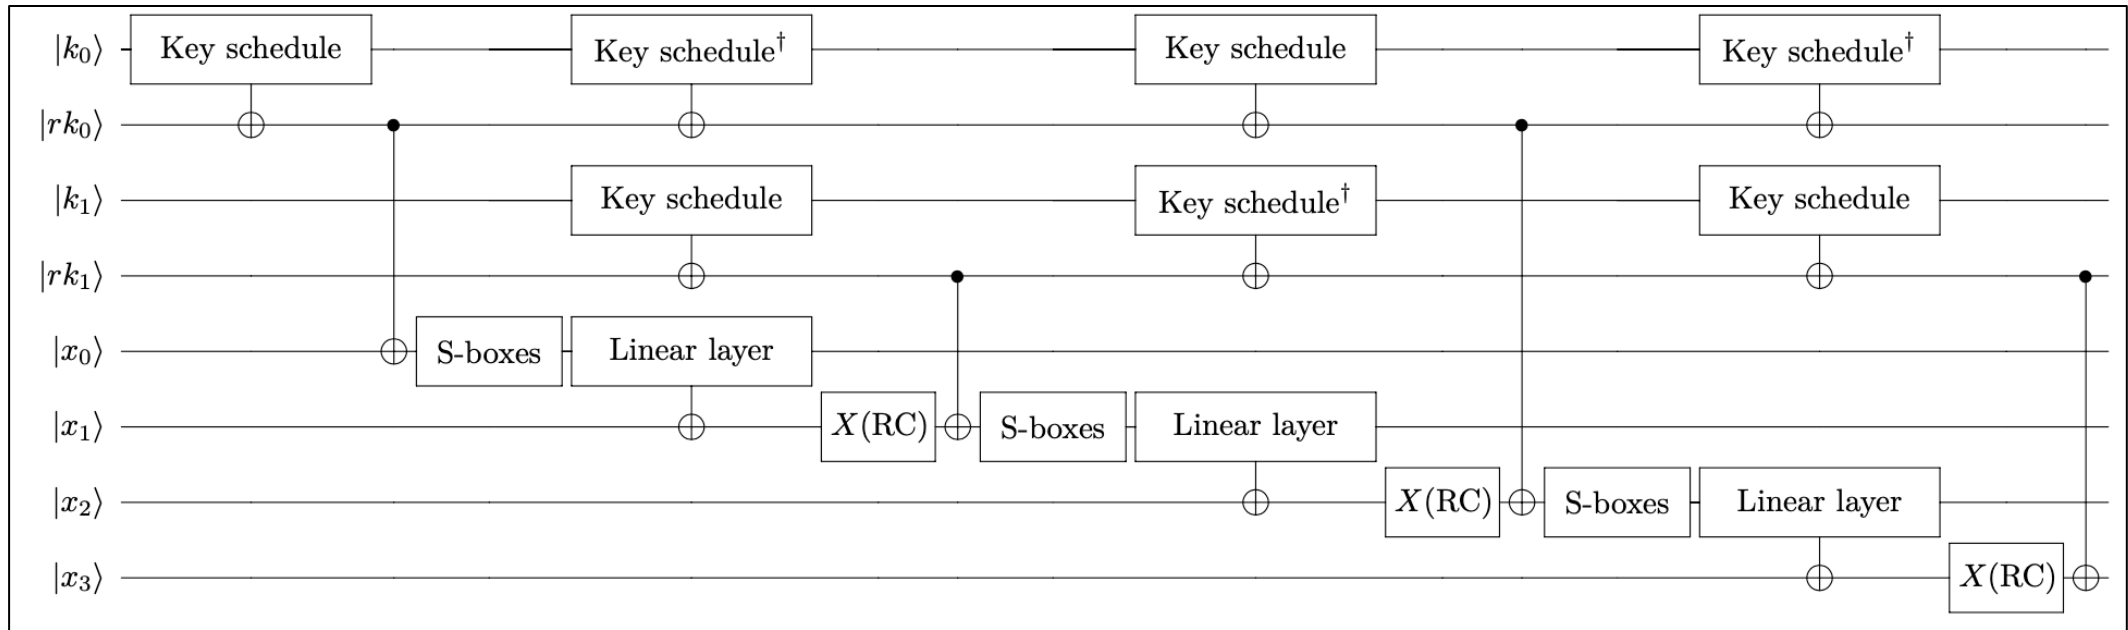 |k₀⟩ Key schedule Key schedule† Key schedule Key schedule†
|rk₀⟩
|k₁⟩ Key schedule Key schedule† Key schedule
|rk₁⟩
|x₀⟩ S-boxes Linear layer
|x₁⟩ X(RC) S-boxes Linear layer
|x₂⟩ X(RC) S-boxes Linear layer
|x₃⟩ X(RC)